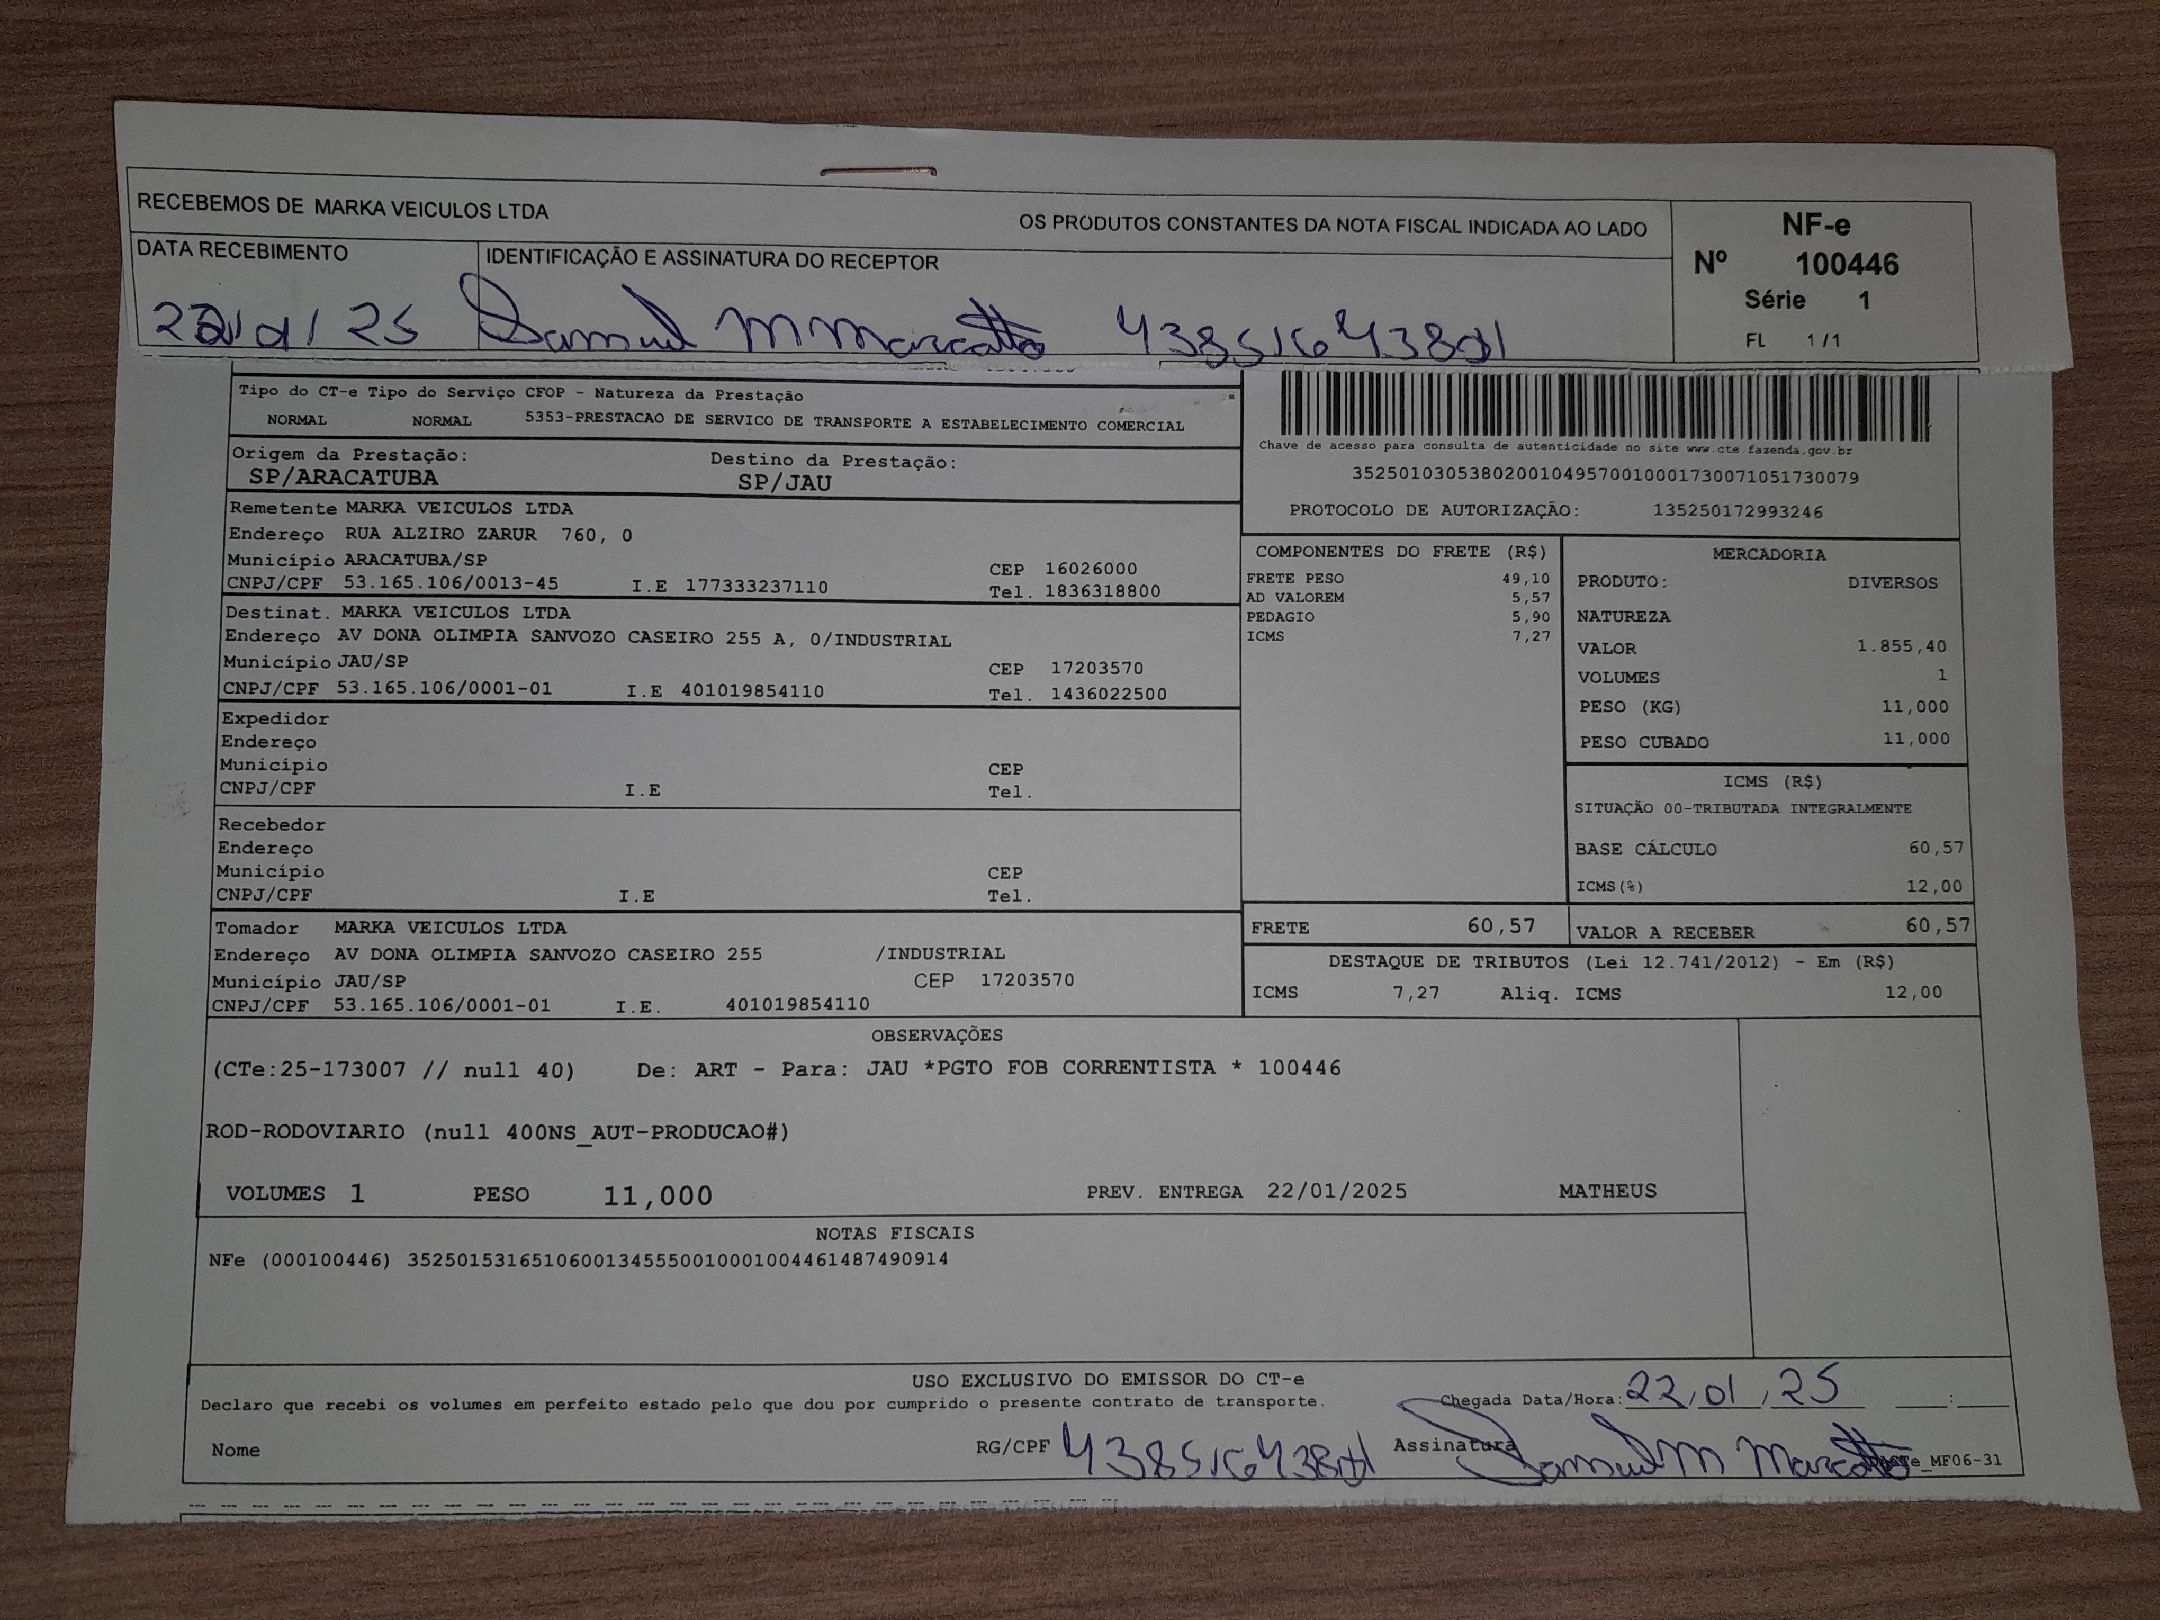 RECEBEMOS DE MARKA VEICULOS LTDA OS PRODUTOS CONSTANTES DA NOTA FISCAL INDICADA AO LADO
NF-e
Nº 100446
Série 1
FL 1/1
DATA RECEBIMENTO IDENTIFICAÇÃO E ASSINATURA DO RECEPTOR
22/01/25 Samuel M Marcatto 43851643801
Tipo do CT-e Tipo do Serviço CFOP - Natureza da Prestação
NORMAL NORMAL 5353-PRESTACAO DE SERVICO DE TRANSPORTE A ESTABELECIMENTO COMERCIAL
Chave de acesso para consulta de autenticidade no site www.cte.fazenda.gov.br
35250103053802001049570010001730071051730079
PROTOCOLO DE AUTORIZAÇÃO: 135250172993246
Origem da Prestação: Destino da Prestação:
SP/ARACATUBA SP/JAU
Remetente MARKA VEICULOS LTDA
Endereço RUA ALZIRO ZARUR 760, 0
Município ARACATUBA/SP CEP 16026000
CNPJ/CPF 53.165.106/0013-45 I.E 177333237110 Tel. 1836318800
Destinat. MARKA VEICULOS LTDA
Endereço AV DONA OLIMPIA SANVOZO CASEIRO 255 A, 0/INDUSTRIAL
Município JAU/SP CEP 17203570
CNPJ/CPF 53.165.106/0001-01 I.E 401019854110 Tel. 1436022500
Expedidor
Endereço
Município CEP
CNPJ/CPF I.E Tel.
Recebedor
Endereço
Município CEP
CNPJ/CPF I.E Tel.
Tomador MARKA VEICULOS LTDA
Endereço AV DONA OLIMPIA SANVOZO CASEIRO 255 /INDUSTRIAL
Município JAU/SP CEP 17203570
CNPJ/CPF 53.165.106/0001-01 I.E. 401019854110
COMPONENTES DO FRETE (R$)
FRETE PESO 49,10
AD VALOREM 5,57
PEDAGIO 5,90
ICMS 7,27
MERCADORIA
PRODUTO: DIVERSOS
NATUREZA
VALOR 1.855,40
VOLUMES 1
PESO (KG) 11,000
PESO CUBADO 11,000
ICMS (R$)
SITUAÇÃO 00-TRIBUTADA INTEGRALMENTE
BASE CÁLCULO 60,57
ICMS(%) 12,00
FRETE 60,57 VALOR A RECEBER 60,57
DESTAQUE DE TRIBUTOS (Lei 12.741/2012) - Em (R$)
ICMS 7,27 Aliq. ICMS 12,00
OBSERVAÇÕES
(CTe:25-173007 // null 40) De: ART - Para: JAU *PGTO FOB CORRENTISTA * 100446
ROD-RODOVIARIO (null 400NS_AUT-PRODUCAO#)
VOLUMES 1 PESO 11,000 PREV. ENTREGA 22/01/2025 MATHEUS
NOTAS FISCAIS
NFe (000100446) 35250153165106001345550010001004461487490914
USO EXCLUSIVO DO EMISSOR DO CT-e
Declaro que recebi os volumes em perfeito estado pelo que dou por cumprido o presente contrato de transporte. Chegada Data/Hora: 22/01/25 :
Nome RG/CPF 43851643801 Assinatura Samuel M Marcatto MF06-31